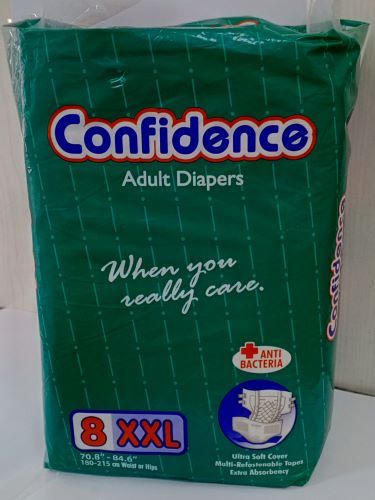 Confidence
Adult Diapers
When you
really care.
ANTI
BACTERIA
8 XXL
70.8" - 84.6"
180-215 cm Waist or Hips
Ultra Soft Cover
Multi-Refastenable Tapes
Extra Absorbency
Confidence